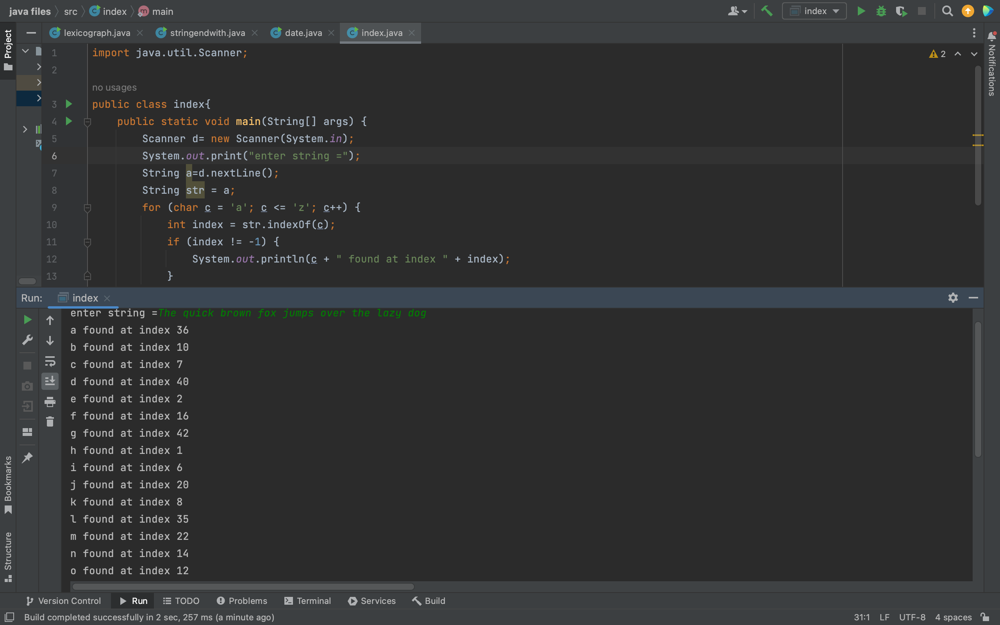 java files src index main
index
Project
lexicograph.java stringendwith.java date.java index.java
Notifications
2
1 import java.util.Scanner;
2
no usages
3 public class index{
4 public static void main(String[] args) {
5 Scanner d= new Scanner(System.in);
6 System.out.print("enter string =");
7 String a=d.nextLine();
8 String str = a;
9 for (char c = 'a'; c <= 'z'; c++) {
10 int index = str.indexOf(c);
11 if (index != -1) {
12 System.out.println(c + " found at index " + index);
13 }
Run: index
enter string =The quick brown fox jumps over the lazy dog
a found at index 36
b found at index 10
c found at index 7
d found at index 40
e found at index 2
f found at index 16
g found at index 42
h found at index 1
i found at index 6
j found at index 20
k found at index 8
l found at index 35
m found at index 22
n found at index 14
o found at index 12
Bookmarks
Structure
Version Control Run TODO Problems Terminal Services Build
Build completed successfully in 2 sec, 257 ms (a minute ago) 31:1 LF UTF-8 4 spaces